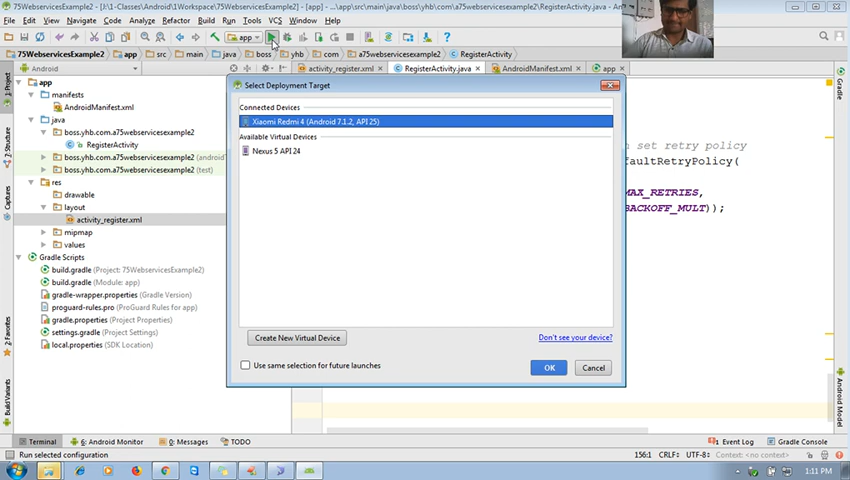 75WebservicesExample2 - [J:\1-Classes\Android\1Workspace\75WebservicesExample2] - [app] - ...\app\src\main\java\boss\yhb\com\a75webservicesexample2\RegisterActivity.java
File Edit View Navigate Code Analyze Refactor Build Run Tools VCS Window Help
app
75WebservicesExample2 app src main java boss yhb com a75webservicesexample2 RegisterActivity
Android
activity_register.xml RegisterActivity.java AndroidManifest.xml app
app
manifests
AndroidManifest.xml
java
boss.yhb.com.a75webservicesexample2
RegisterActivity
boss.yhb.com.a75webservicesexample2 (android
boss.yhb.com.a75webservicesexample2 (test)
res
drawable
layout
activity_register.xml
mipmap
values
Gradle Scripts
build.gradle (Project: 75WebservicesExample2)
build.gradle (Module: app)
gradle-wrapper.properties (Gradle Version)
proguard-rules.pro (ProGuard Rules for app)
gradle.properties (Project Properties)
settings.gradle (Project Settings)
local.properties (SDK Location)
1: Project
7: Structure
Captures
2: Favorites
Build Variants
Select Deployment Target
Connected Devices
Xiaomi Redmi 4 (Android 7.1.2, API 25)
Available Virtual Devices
Nexus 5 API 24
Create New Virtual Device
Don't see your device?
Use same selection for future launches
OK
Cancel
n set retry policy
faultRetryPolicy(
MAX_RETRIES,
BACKOFF_MULT));
Gradle
Android Model
Terminal 6: Android Monitor 0: Messages TODO
1 Event Log Gradle Console
Run selected configuration
156:1 CRLF÷ UTF-8÷ Context: <no context>
1:11 PM